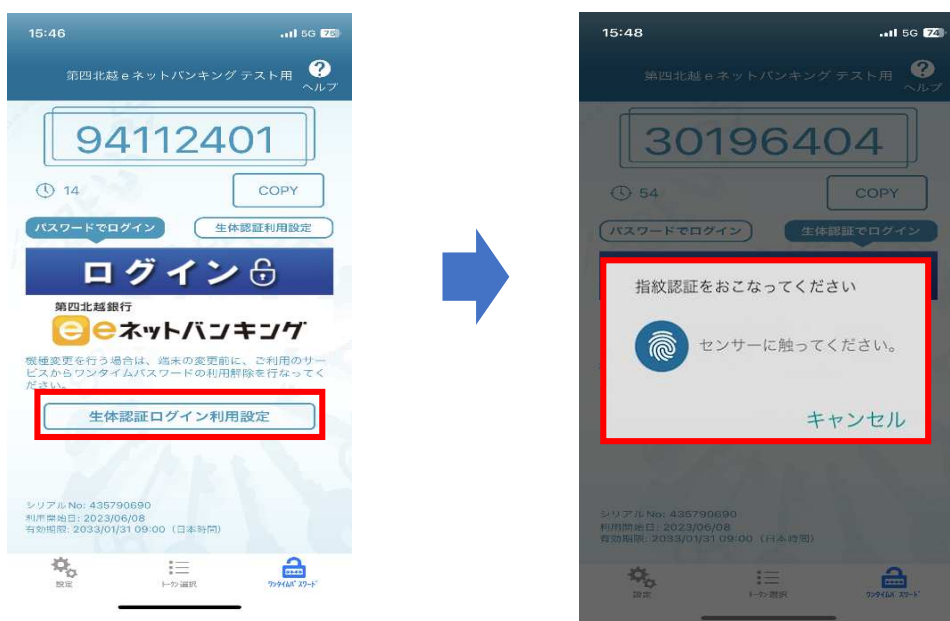 15:46
5G 75
第四北越eネットバンキング テスト用
?
ヘルプ
94112401
14
COPY
パスワードでログイン
生体認証利用設定
ログイン
第四北越銀行
eeネットバンキング
機種変更を行う場合は、端末の変更前に、ご利用のサー
ビスからワンタイムパスワードの利用解除を行なってく
ださい。
生体認証ログイン利用設定
シリアルNo: 435790690
利用開始日: 2023/06/08
有効期限: 2033/01/31 09:00(日本時間)
設定
トークン選択
ワンタイムパスワード
15:48
5G 74
第四北越eネットバンキング テスト用
?
ヘルプ
30196404
54
COPY
パスワードでログイン
生体認証でログイン
指紋認証をおこなってください
センサーに触ってください。
キャンセル
シリアルNo: 435790690
利用開始日: 2023/06/08
有効期限: 2033/01/31 09:00(日本時間)
設定
トークン選択
ワンタイムパスワード